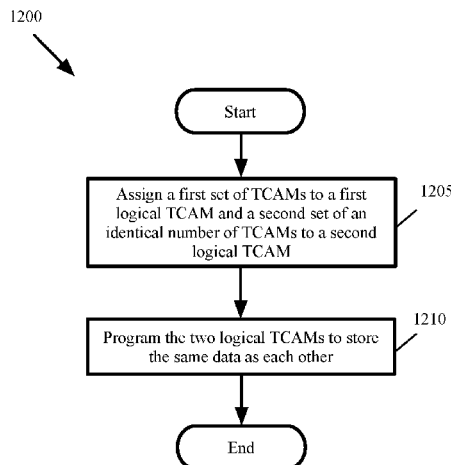 1200
Start
Assign a first set of TCAMs to a first
logical TCAM and a second set of an
identical number of TCAMs to a second
logical TCAM
1205
Program the two logical TCAMs to store
the same data as each other
1210
End